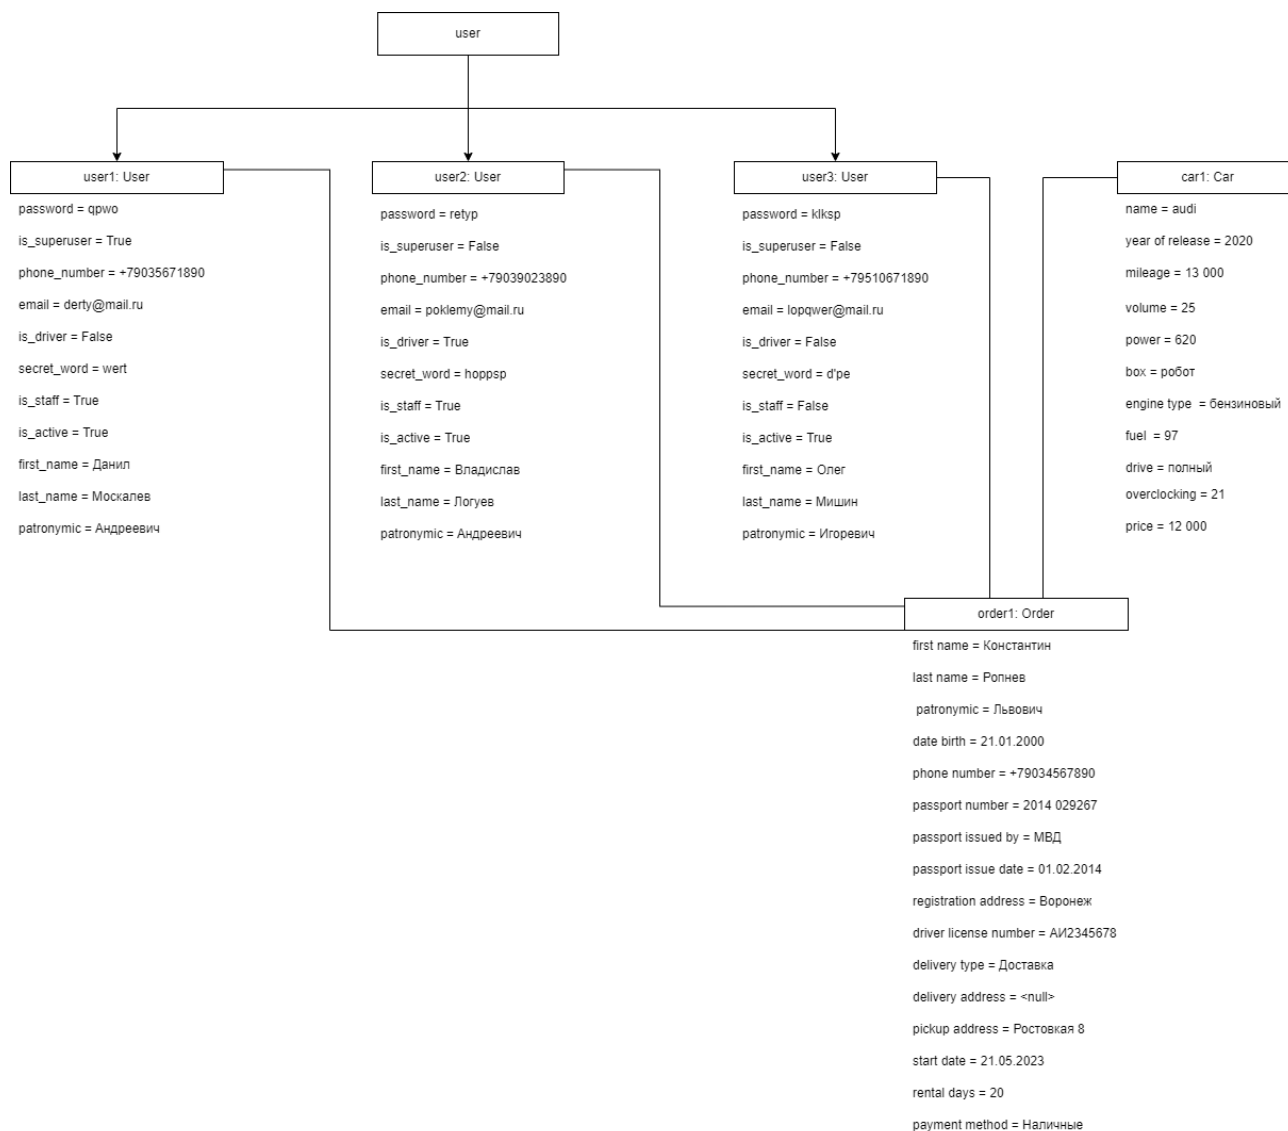 user
user1: User
password = qpwo
is_superuser = True
phone_number = +79035671890
email = derty@mail.ru
is_driver = False
secret_word = wert
is_staff = True
is_active = True
first_name = Данил
last_name = Москалев
patronymic = Андреевич
user2: User
password = retyp
is_superuser = False
phone_number = +79039023890
email = poklemy@mail.ru
is_driver = True
secret_word = hoppsp
is_staff = True
is_active = True
first_name = Владислав
last_name = Логуев
patronymic = Андреевич
user3: User
password = klksp
is_superuser = False
phone_number = +79510671890
email = lopqwer@mail.ru
is_driver = False
secret_word = d'pe
is_staff = False
is_active = True
first_name = Олег
last_name = Мишин
patronymic = Игоревич
car1: Car
name = audi
year of release = 2020
mileage = 13 000
volume = 25
power = 620
box = робот
engine type = бензиновый
fuel = 97
drive = полный
overclocking = 21
price = 12 000
order1: Order
first name = Константин
last name = Ропнев
patronymic = Львович
date birth = 21.01.2000
phone number = +79034567890
passport number = 2014 029267
passport issued by = МВД
passport issue date = 01.02.2014
registration address = Воронеж
driver license number = АИ2345678
delivery type = Доставка
delivery address = <null>
pickup address = Ростовкая 8
start date = 21.05.2023
rental days = 20
payment method = Наличные